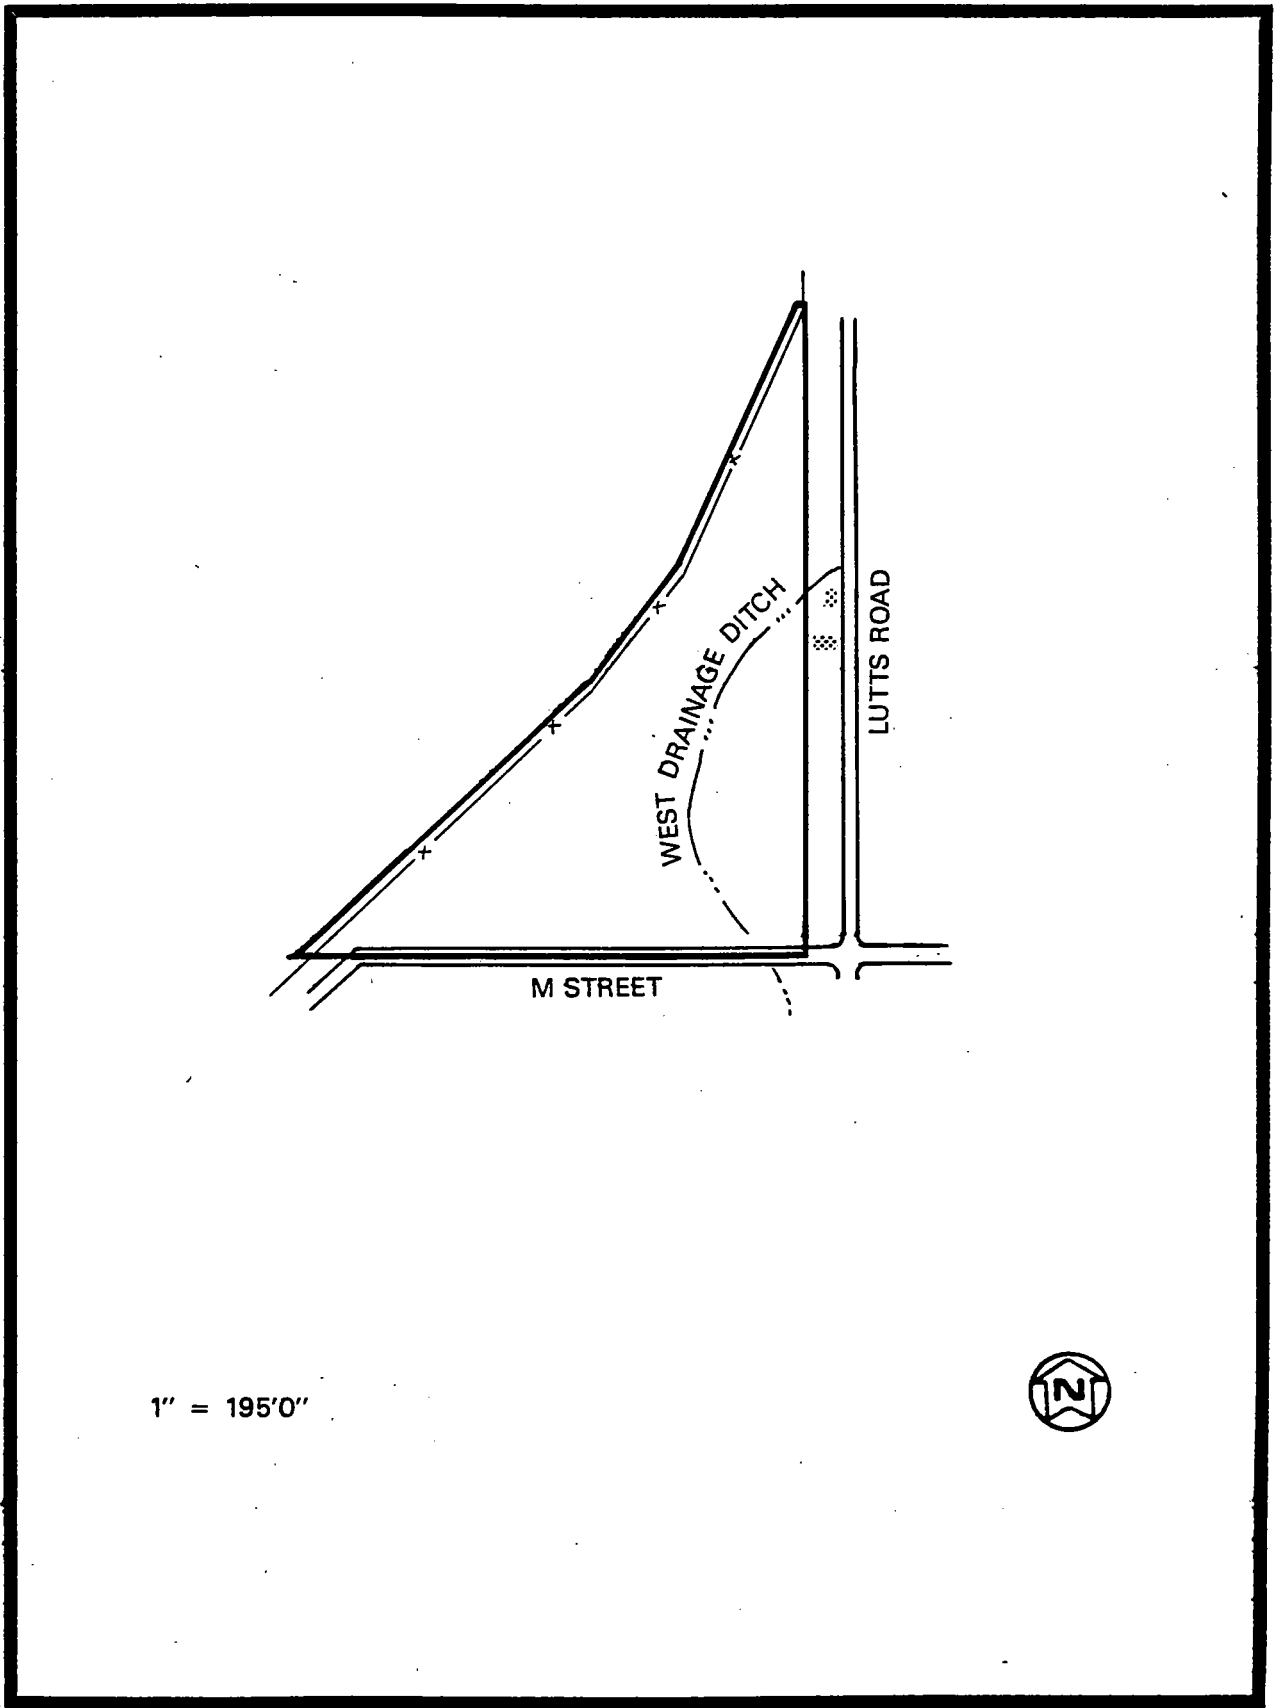 WEST DRAINAGE DITCH
LUTTS ROAD
M STREET
1" = 195'0"
N